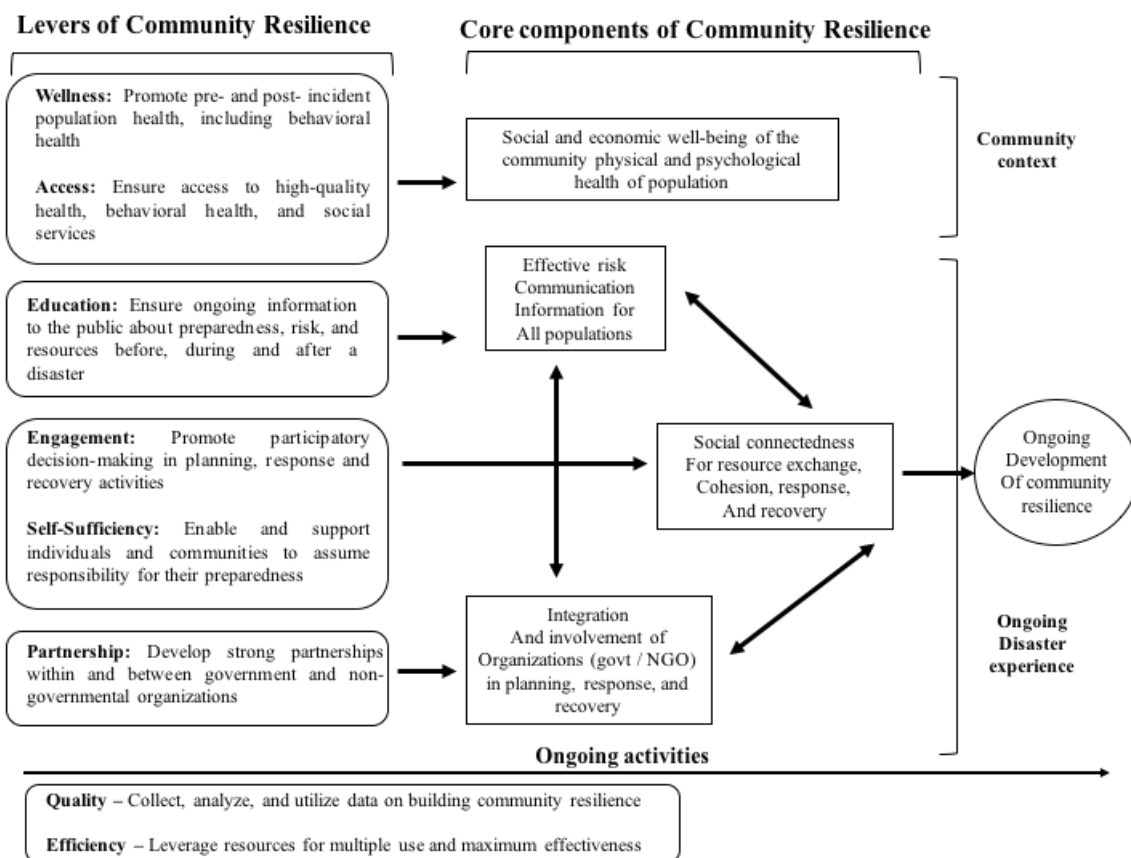 Levers of Community Resilience
Core components of Community Resilience
Wellness: Promote pre- and post- incident
population health, including behavioral
health
Access: Ensure access to high-quality
health, behavioral health, and social
services
Social and economic well-being of the
community physical and psychological
health of population
Community
context
Education: Ensure ongoing information
to the public about preparedness, risk, and
resources before, during and after a
disaster
Effective risk
Communication
Information for
All populations
Engagement: Promote participatory
decision-making in planning, response and
recovery activities
Self-Sufficiency: Enable and support
individuals and communities to assume
responsibility for their preparedness
Social connectedness
For resource exchange,
Cohesion, response,
And recovery
Ongoing
Development
Of community
resilience
Partnership: Develop strong partnerships
within and between government and non-
governmental organizations
Integration
And involvement of
Organizations (govt / NGO)
in planning, response, and
recovery
Ongoing
Disaster
experience
Ongoing activities
Quality – Collect, analyze, and utilize data on building community resilience
Efficiency – Leverage resources for multiple use and maximum effectiveness